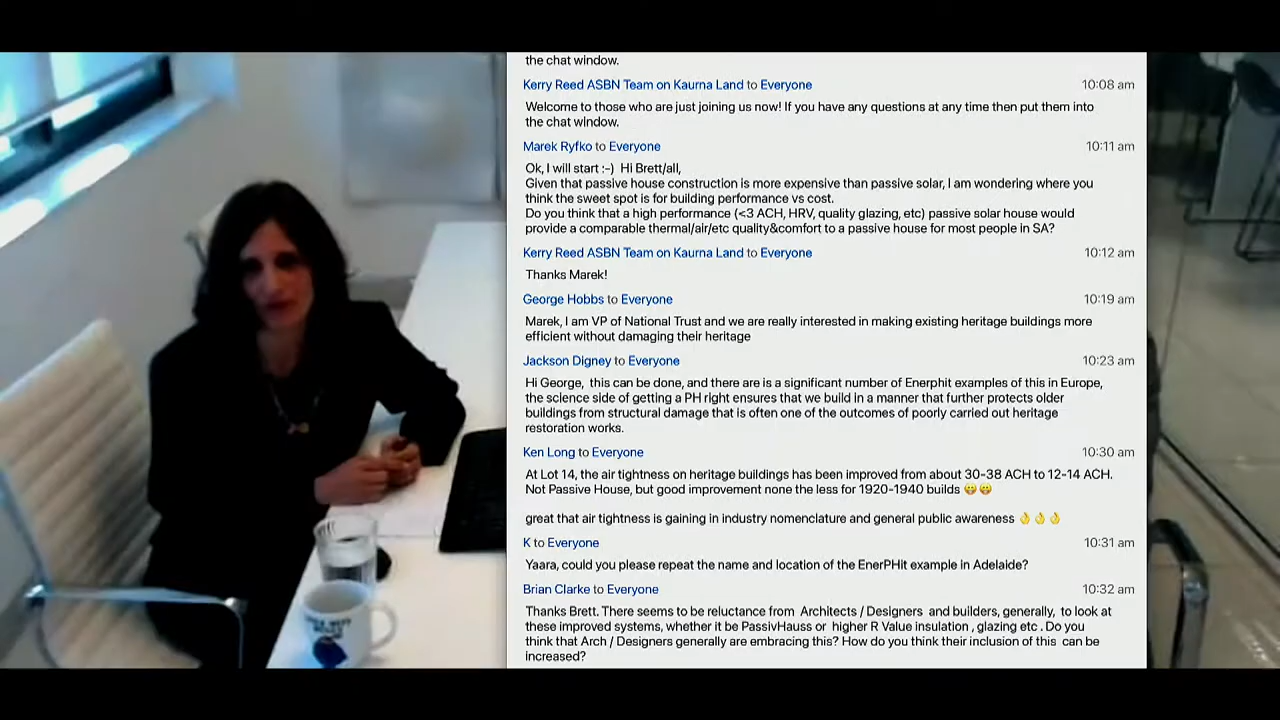 the chat window.
Kerry Reed ASBN Team on Kaurna Land to Everyone 10:08 am
Welcome to those who are just joining us now! If you have any questions at any time then put them into
the chat window.
Marek Ryfko to Everyone 10:11 am
Ok, I will start :-) Hi Brett/all,
Given that passive house construction is more expensive than passive solar, I am wondering where you
think the sweet spot is for building performance vs cost.
Do you think that a high performance (<3 ACH, HRV, quality glazing, etc) passive solar house would
provide a comparable thermal/air/etc quality&comfort to a passive house for most people in SA?
Kerry Reed ASBN Team on Kaurna Land to Everyone 10:12 am
Thanks Marek!
George Hobbs to Everyone 10:19 am
Marek, I am VP of National Trust and we are really interested in making existing heritage buildings more
efficient without damaging their heritage
Jackson Digney to Everyone 10:23 am
Hi George, this can be done, and there are is a significant number of Enerphit examples of this in Europe,
the science side of getting a PH right ensures that we build in a manner that further protects older
buildings from structural damage that is often one of the outcomes of poorly carried out heritage
restoration works.
Ken Long to Everyone 10:30 am
At Lot 14, the air tightness on heritage buildings has been improved from about 30-38 ACH to 12-14 ACH.
Not Passive House, but good improvement none the less for 1920-1940 builds 😛😛
great that air tightness is gaining in industry nomenclature and general public awareness 👌👌👌
K to Everyone 10:31 am
Yaara, could you please repeat the name and location of the EnerPHIt example in Adelaide?
Brian Clarke to Everyone 10:32 am
Thanks Brett. There seems to be reluctance from Architects / Designers and builders, generally, to look at
these improved systems, whether it be PassivHauss or higher R Value insulation , glazing etc . Do you
think that Arch / Designers generally are embracing this? How do you think their inclusion of this can be
increased?